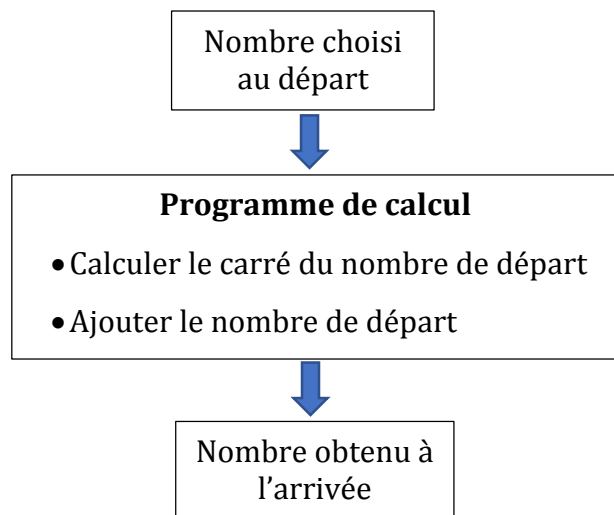 Nombre choisi
au départ
Programme de calcul
• Calculer le carré du nombre de départ
• Ajouter le nombre de départ
Nombre obtenu à
l’arrivée